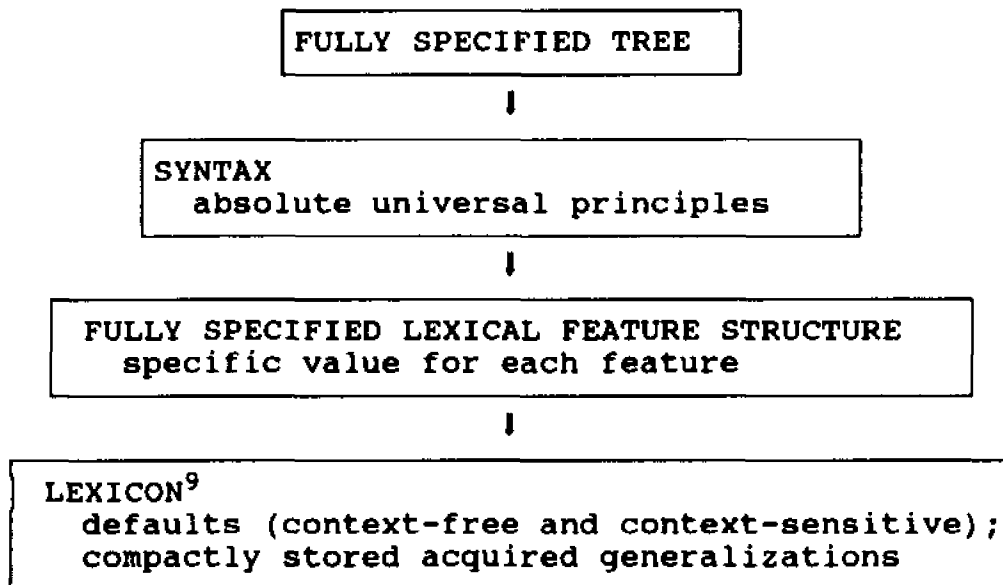 FULLY SPECIFIED TREE
SYNTAX
absolute universal principles
FULLY SPECIFIED LEXICAL FEATURE STRUCTURE
specific value for each feature
LEXICON⁹
defaults (context-free and context-sensitive);
compactly stored acquired generalizations